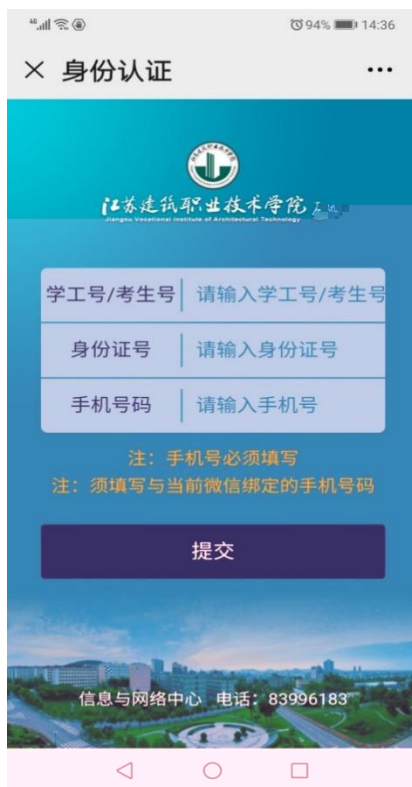 46
94% 14:36
× 身份认证 ...
江苏建筑职业技术学院
Jiangsu Vocational Institute of Architectural Technology
学工号/考生号 请输入学工号/考生号
身份证号 请输入身份证号
手机号码 请输入手机号
注：手机号必须填写
注：须填写与当前微信绑定的手机号码
提交
信息与网络中心 电话：83996183